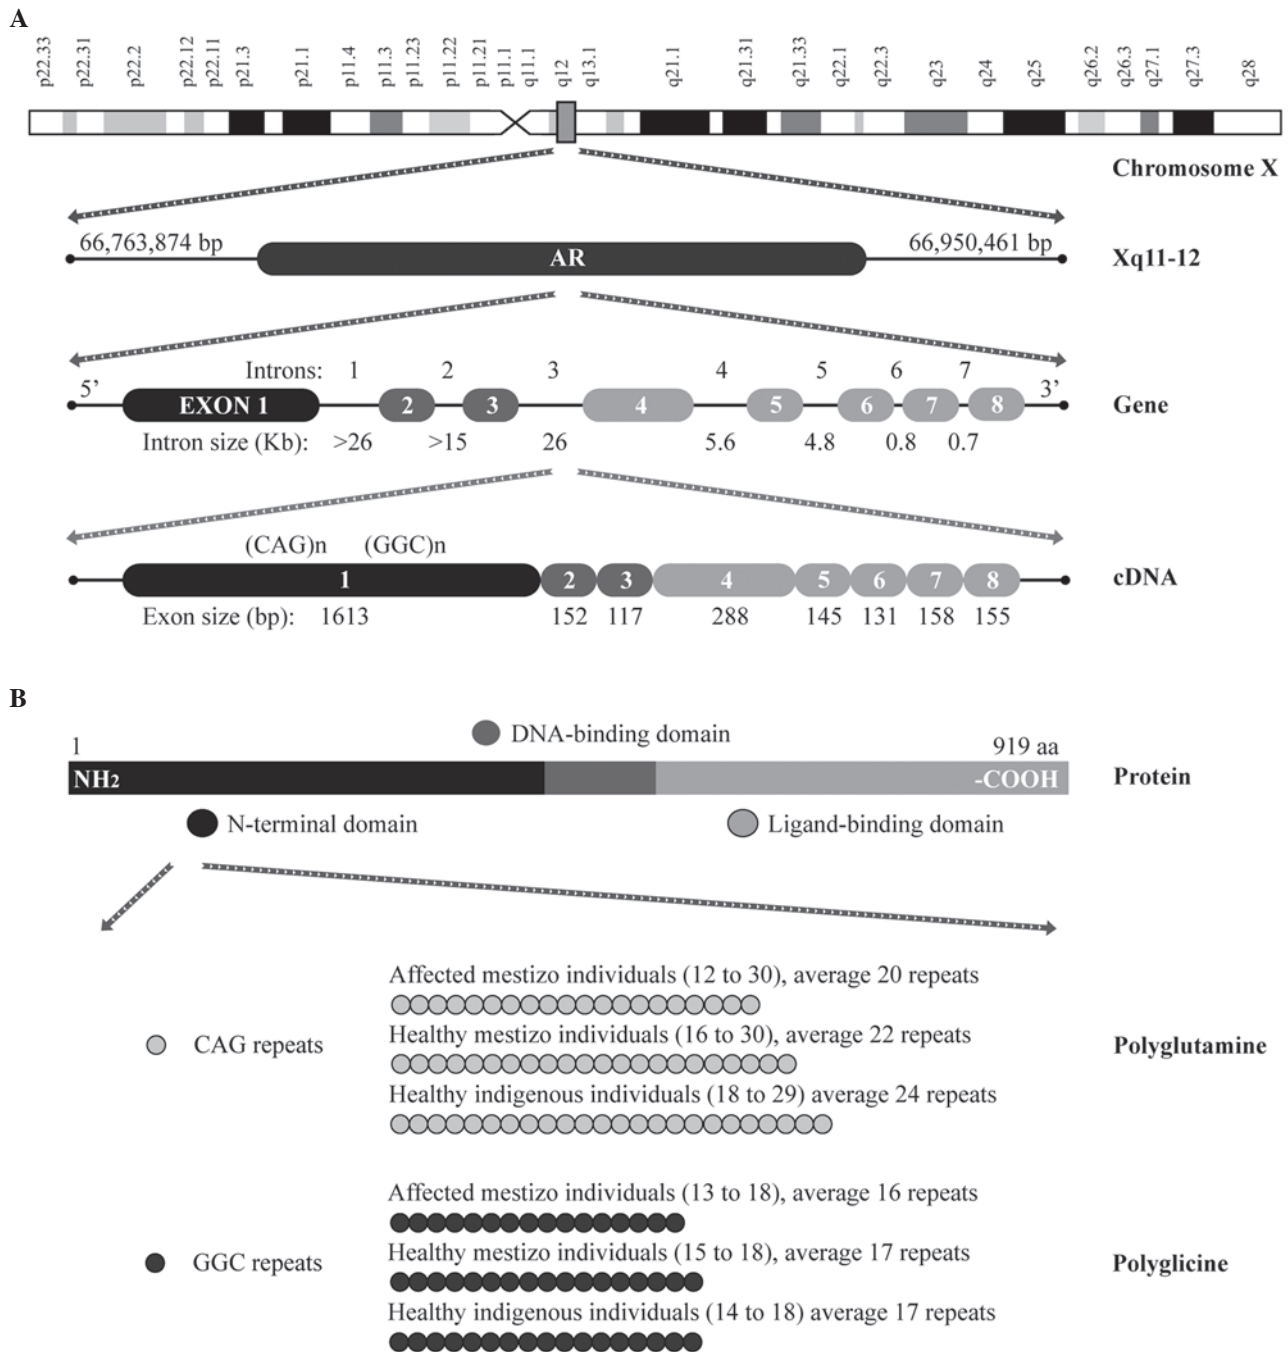 A
p22.33 p22.31 p22.2 p22.12 p22.11 p21.3 p21.1 p11.4 p11.3 p11.23 p11.22 p11.21 p11.1 q11.1 q12 q13.1 q21.1 q21.31 q21.33 q22.1 q22.3 q23 q24 q25 q26.2 q26.3 q27.1 q27.3 q28
Chromosome X
66,763,874 bp AR 66,950,461 bp Xq11-12
Introns: 1 2 3 4 5 6 7
5’ EXON 1 2 3 4 5 6 7 8 3’ Gene
Intron size (Kb): >26 >15 26 5.6 4.8 0.8 0.7
(CAG)n (GGC)n
1 2 3 4 5 6 7 8 cDNA
Exon size (bp): 1613 152 117 288 145 131 158 155
B
DNA-binding domain
1 919 aa
NH2 -COOH Protein
N-terminal domain Ligand-binding domain
Affected mestizo individuals (12 to 30), average 20 repeats
Healthy mestizo individuals (16 to 30), average 22 repeats
CAG repeats Polyglutamine
Healthy indigenous individuals (18 to 29) average 24 repeats
Affected mestizo individuals (13 to 18), average 16 repeats
Healthy mestizo individuals (15 to 18), average 17 repeats
GGC repeats Polyglicine
Healthy indigenous individuals (14 to 18) average 17 repeats